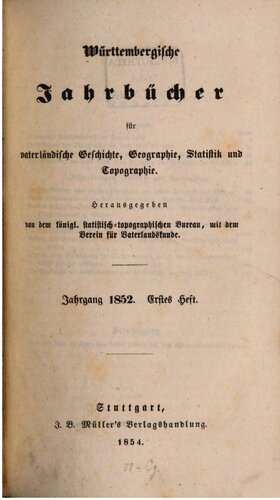 Württembergische
Jahrbücher
für
vaterländische Geschichte, Geographie, Statistik und
Topographie.
Herausgegeben
von dem königl. statistisch-topographischen Bureau, mit dem
Verein für Vaterlandskunde.
Jahrgang 1852. Erstes Heft.
Stuttgart,
J. B. Müller's Verlagshandlung.
1854.